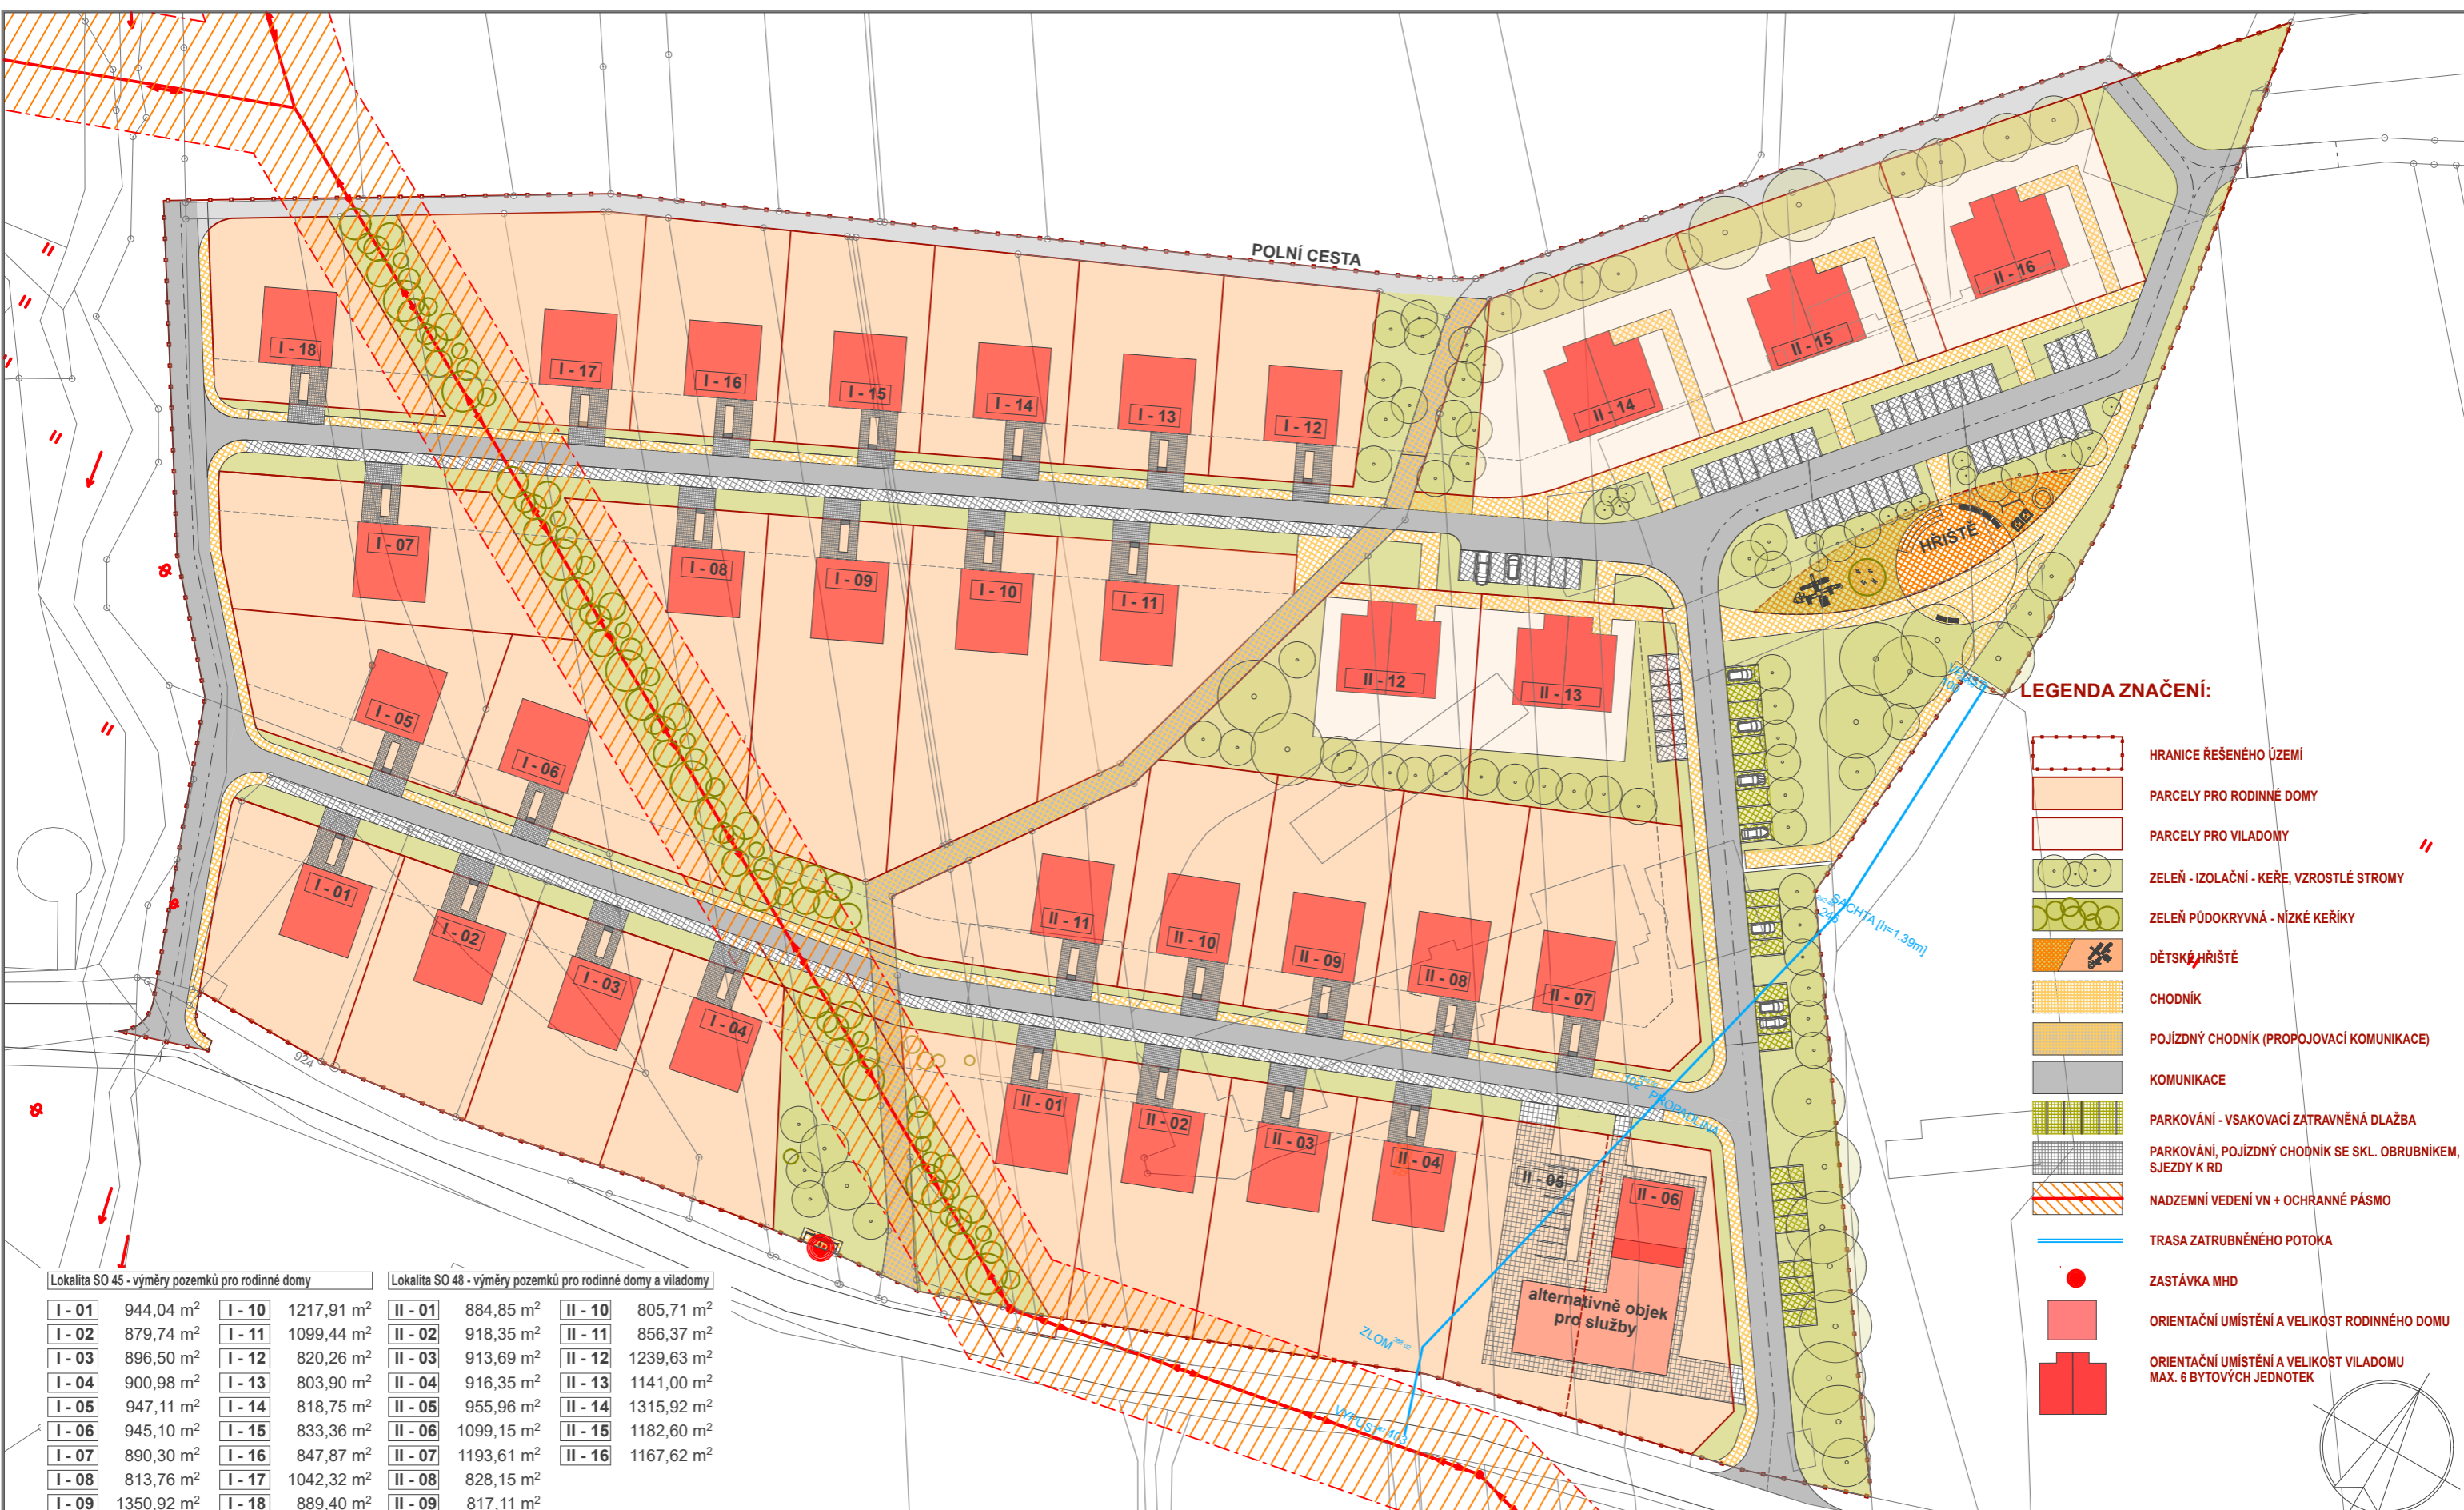 POLNÍ CESTA
I - 18
I - 17
I - 16
I - 15
I - 14
I - 13
I - 12
II - 14
II - 15
II - 16
I - 07
I - 08
I - 09
I - 10
I - 11
HŘIŠTĚ
II - 12
II - 13
I - 05
I - 06
I - 01
I - 02
I - 03
I - 04
II - 11
II - 10
II - 09
II - 08
II - 07
II - 01
II - 02
II - 03
II - 04
II - 05
II - 06
alternativně objek
pro služby
924
ŠACHTA [h=1.39m]
102
PROPADLINA
ZLOM
103
LEGENDA ZNAČENÍ:
HRANICE ŘEŠENÉHO ÚZEMÍ
PARCELY PRO RODINNÉ DOMY
PARCELY PRO VILADOMY
ZELEŇ - IZOLAČNÍ - KEŘE, VZROSTLÉ STROMY
ZELEŇ PŮDOKRYVNÁ - NÍZKÉ KEŘÍKY
DĚTSKÉ HŘIŠTĚ
CHODNÍK
POJÍZDNÝ CHODNÍK (PROPOJOVACÍ KOMUNIKACE)
KOMUNIKACE
PARKOVÁNÍ - VSAKOVACÍ ZATRAVNĚNÁ DLAŽBA
PARKOVÁNÍ, POJÍZDNÝ CHODNÍK SE SKL. OBRUBNÍKEM,
SJEZDY K RD
NADZEMNÍ VEDENÍ VN + OCHRANNÉ PÁSMO
TRASA ZATRUBNĚNÉHO POTOKA
ZASTÁVKA MHD
ORIENTAČNÍ UMÍSTĚNÍ A VELIKOST RODINNÉHO DOMU
ORIENTAČNÍ UMÍSTĚNÍ A VELIKOST VILADOMU
MAX. 6 BYTOVÝCH JEDNOTEK
Lokalita SO 45 - výměry pozemků pro rodinné domy
I - 01 944,04 m² I - 10 1217,91 m²
I - 02 879,74 m² I - 11 1099,44 m²
I - 03 896,50 m² I - 12 820,26 m²
I - 04 900,98 m² I - 13 803,90 m²
I - 05 947,11 m² I - 14 818,75 m²
I - 06 945,10 m² I - 15 833,36 m²
I - 07 890,30 m² I - 16 847,87 m²
I - 08 813,76 m² I - 17 1042,32 m²
I - 09 1350,92 m² I - 18 889,40 m²
Lokalita SO 48 - výměry pozemků pro rodinné domy a viladomy
II - 01 884,85 m² II - 10 805,71 m²
II - 02 918,35 m² II - 11 856,37 m²
II - 03 913,69 m² II - 12 1239,63 m²
II - 04 916,35 m² II - 13 1141,00 m²
II - 05 955,96 m² II - 14 1315,92 m²
II - 06 1099,15 m² II - 15 1182,60 m²
II - 07 1193,61 m² II - 16 1167,62 m²
II - 08 828,15 m²
II - 09 817,11 m²